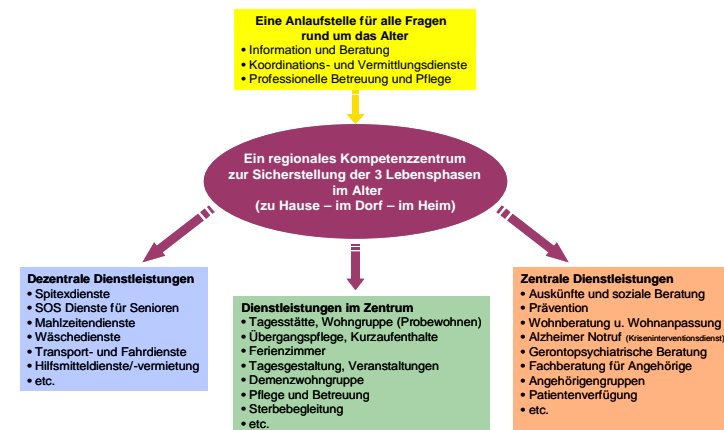 Eine Anlaufstelle für alle Fragen
rund um das Alter
• Information und Beratung
• Koordinations- und Vermittlungsdienste
• Professionelle Betreuung und Pflege
Ein regionales Kompetenzzentrum
zur Sicherstellung der 3 Lebensphasen
im Alter
(zu Hause – im Dorf – im Heim)
Dezentrale Dienstleistungen
• Spitexdienste
• SOS Dienste für Senioren
• Mahlzeitendienste
• Wäschedienste
• Transport- und Fahrdienste
• Hilfsmitteldienste/-vermietung
• etc.
Dienstleistungen im Zentrum
• Tagesstätte, Wohngruppe (Probewohnen)
• Übergangspflege, Kurzaufenthalte
• Ferienzimmer
• Tagesgestaltung, Veranstaltungen
• Demenzwohngruppe
• Pflege und Betreuung
• Sterbebegleitung
• etc.
Zentrale Dienstleistungen
• Auskünfte und soziale Beratung
• Prävention
• Wohnberatung u. Wohnanpassung
• Alzheimer Notruf (Kriseninterventionsdienst)
• Gerontopsychiatrische Beratung
• Fachberatung für Angehörige
• Angehörigengruppen
• Patientenverfügung
• etc.